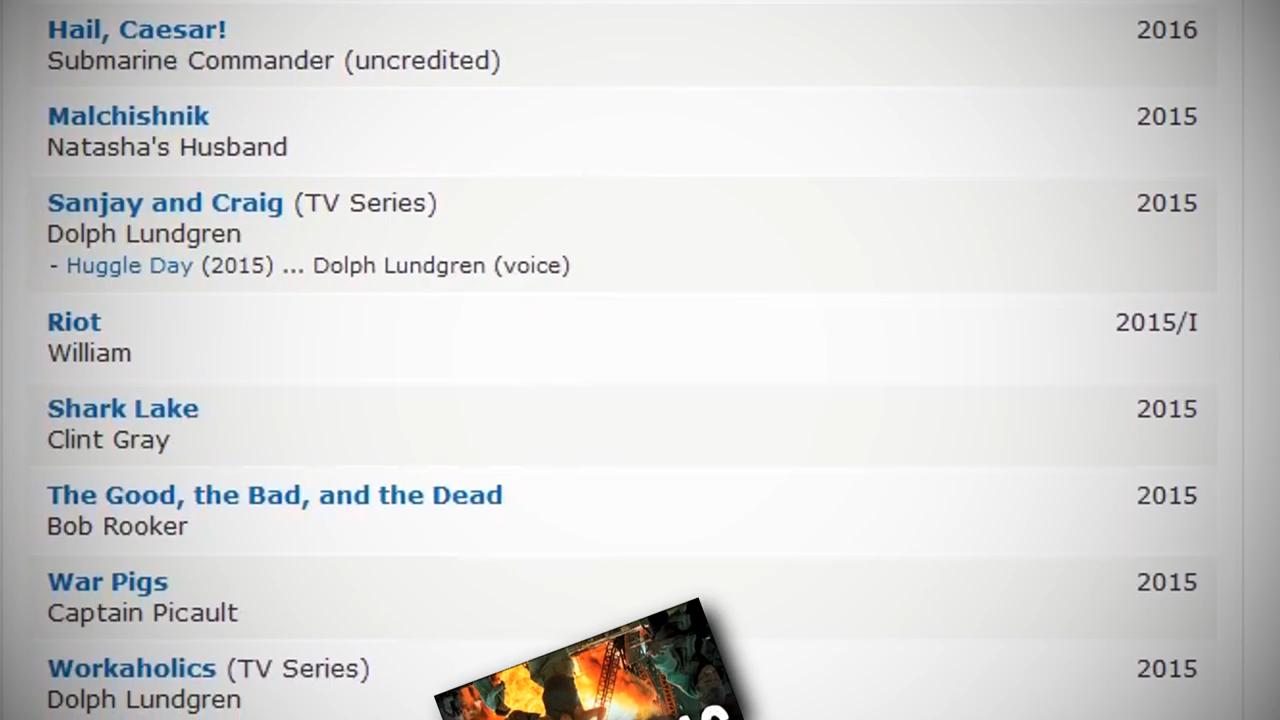 Hail, Caesar! 2016
Submarine Commander (uncredited)
Malchishnik 2015
Natasha's Husband
Sanjay and Craig (TV Series) 2015
Dolph Lundgren
- Huggle Day (2015) ... Dolph Lundgren (voice)
Riot 2015/I
William
Shark Lake 2015
Clint Gray
The Good, the Bad, and the Dead 2015
Bob Rooker
War Pigs 2015
Captain Picault
Workaholics (TV Series) 2015
Dolph Lundgren